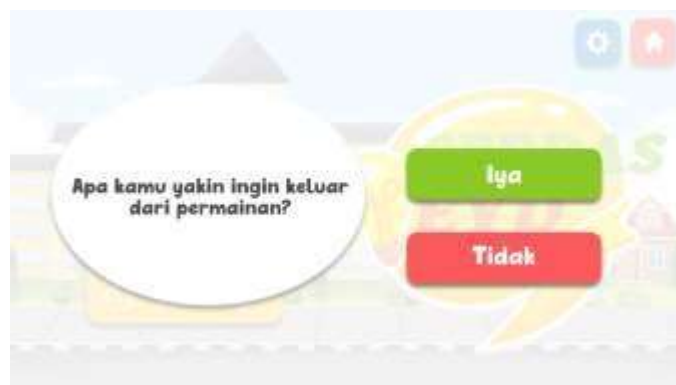 Apa kamu yakin ingin keluar
dari permainan?
Iya
Tidak